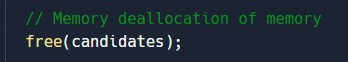 // Memory deallocation of memory
free(candidates);